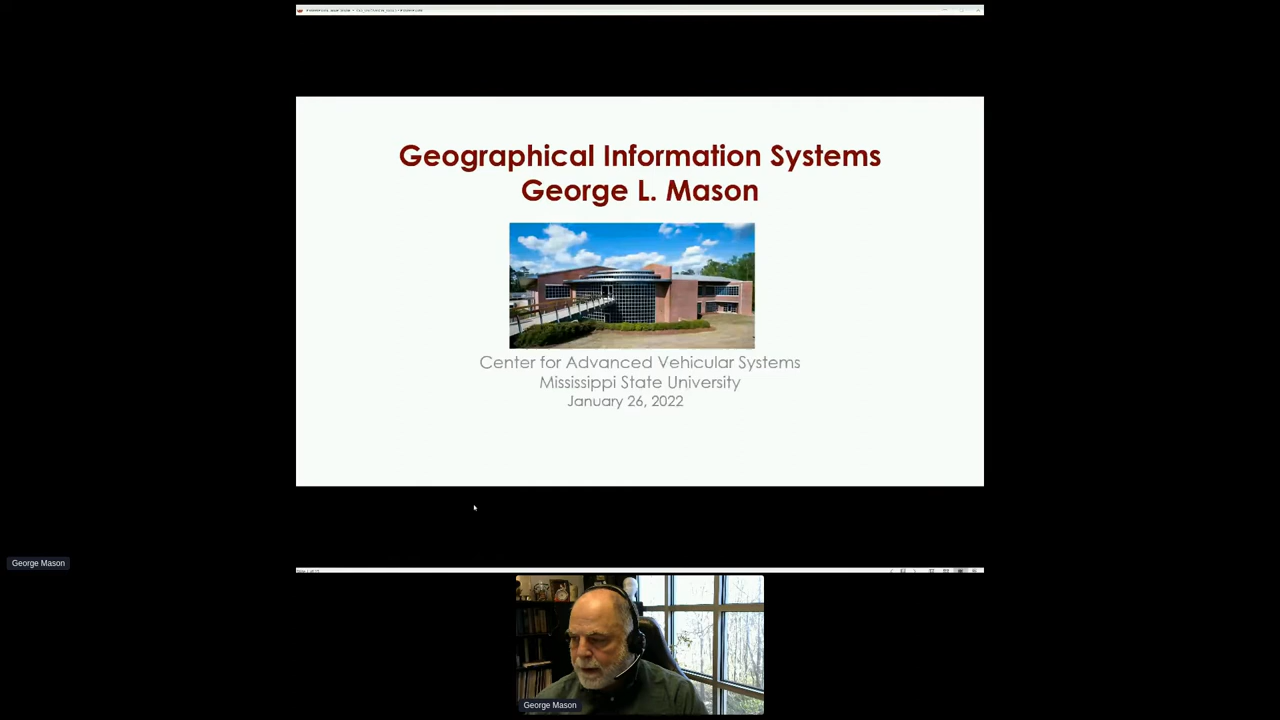 Geographical Information Systems
George L. Mason
Center for Advanced Vehicular Systems
Mississippi State University
January 26, 2022
George Mason
George Mason